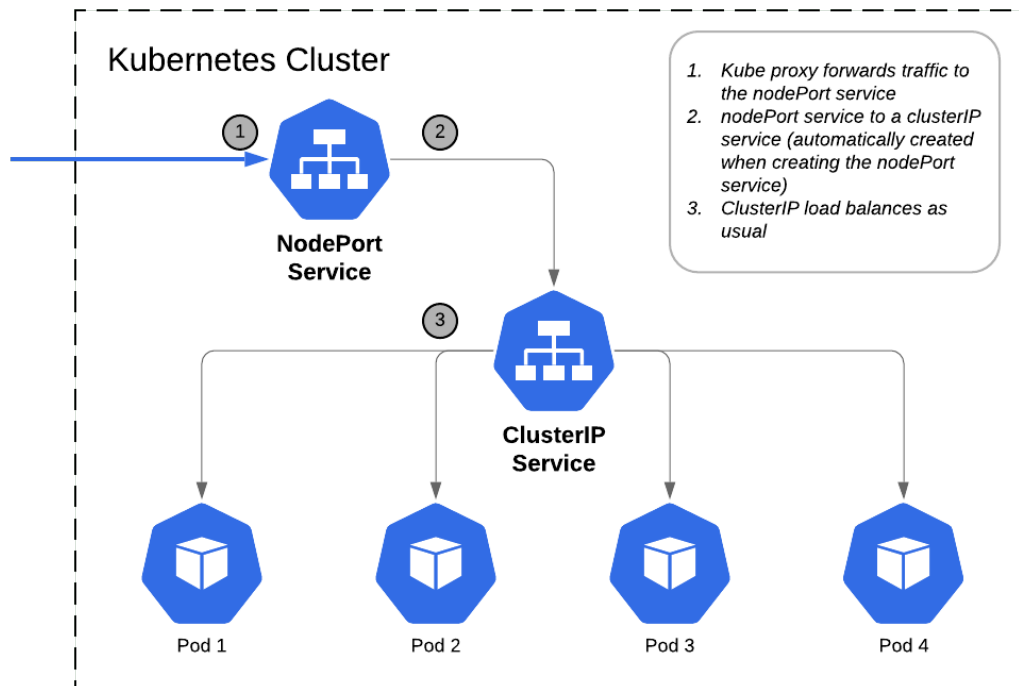 Kubernetes Cluster
1. Kube proxy forwards traffic to
the nodePort service
2. nodePort service to a clusterIP
service (automatically created
when creating the nodePort
service)
3. ClusterIP load balances as
usual
1
2
NodePort
Service
3
ClusterIP
Service
Pod 1
Pod 2
Pod 3
Pod 4